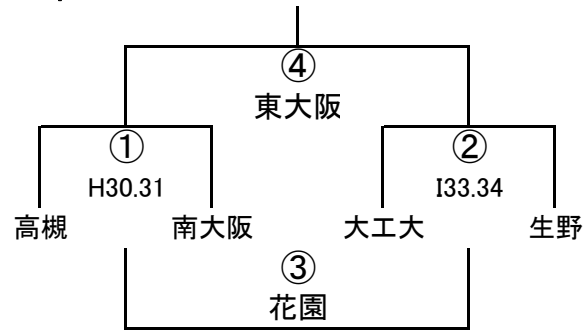 ④
東大阪
① ②
H30.31 I33.34
高槻 南大阪 大工大 生野
③
花園